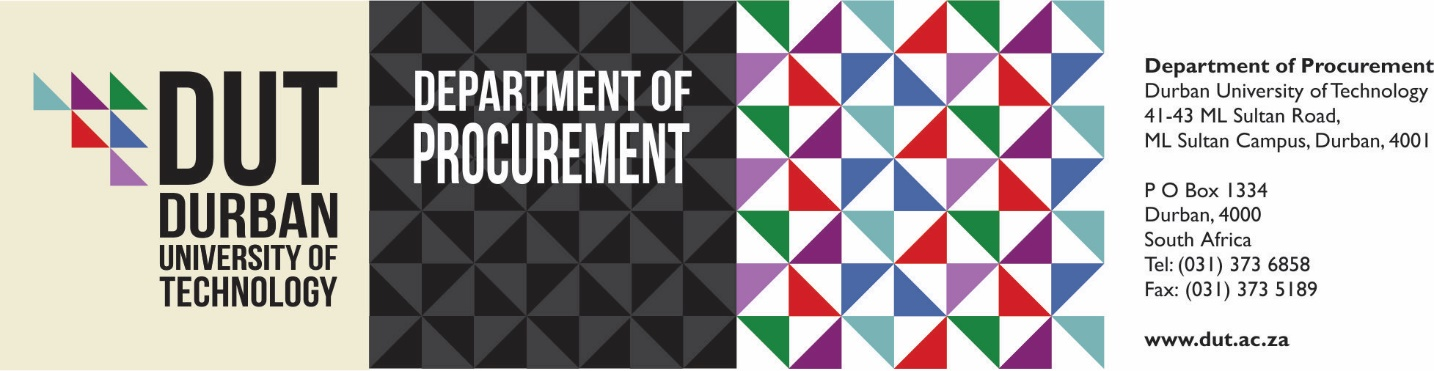 DUT
DURBAN
UNIVERSITY OF
TECHNOLOGY
DEPARTMENT OF
PROCUREMENT
Department of Procurement
Durban University of Technology
41-43 ML Sultan Road,
ML Sultan Campus, Durban, 4001
P O Box 1334
Durban, 4000
South Africa
Tel: (031) 373 6858
Fax: (031) 373 5189
www.dut.ac.za